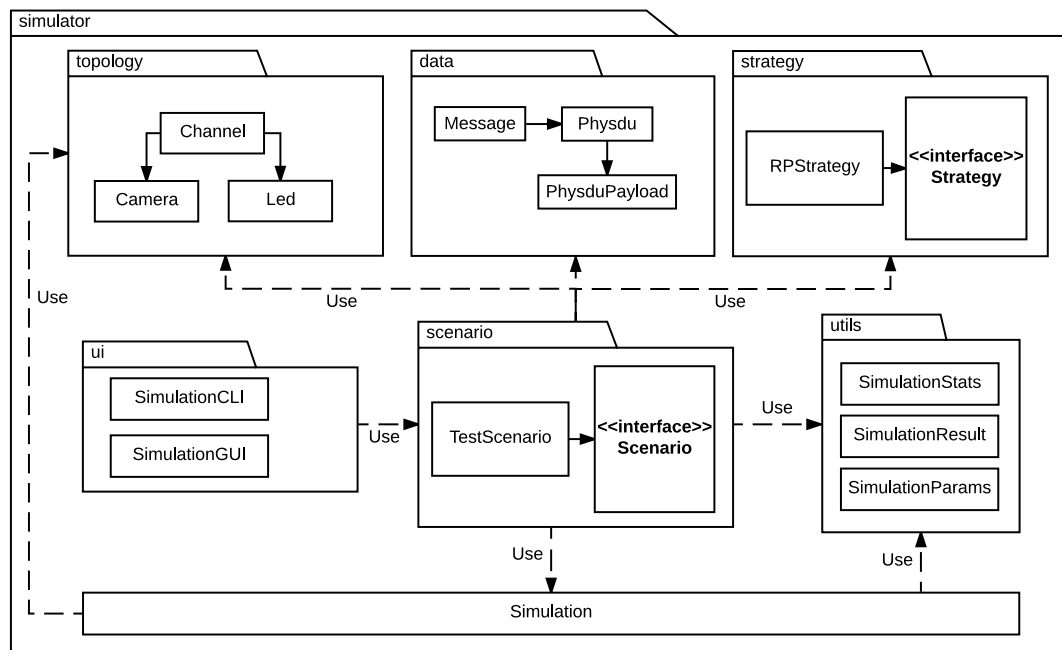 simulator
topology
data
strategy
Channel
Camera
Led
Message
Physdu
PhysduPayload
RPStrategy
<<interface>>
Strategy
Use
Use
Use
ui
SimulationCLI
SimulationGUI
Use
scenario
TestScenario
<<interface>>
Scenario
Use
utils
SimulationStats
SimulationResult
SimulationParams
Use
Use
Simulation